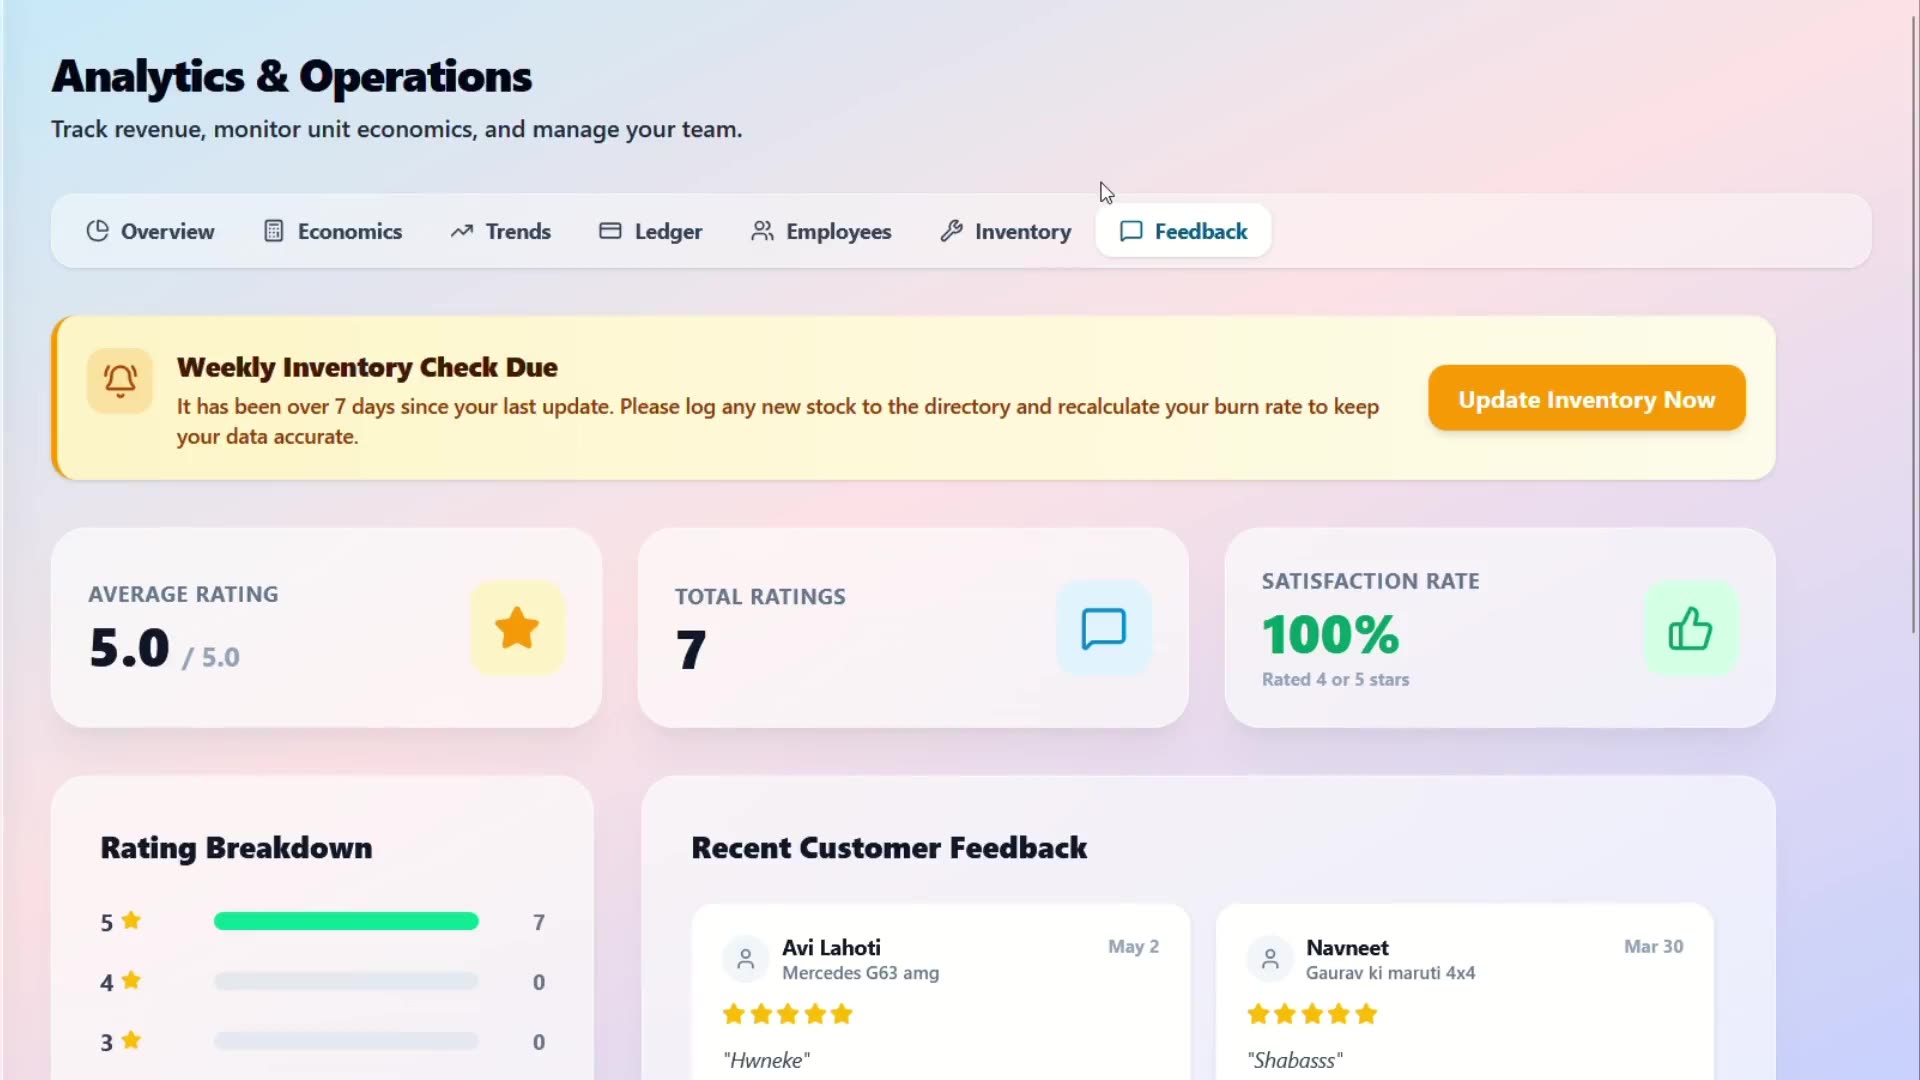 Analytics & Operations
Track revenue, monitor unit economics, and manage your team.
Overview
Economics
Trends
Ledger
Employees
Inventory
Feedback
Weekly Inventory Check Due
It has been over 7 days since your last update. Please log any new stock to the directory and recalculate your burn rate to keep
your data accurate.
Update Inventory Now
AVERAGE RATING
5.0 / 5.0
TOTAL RATINGS
7
SATISFACTION RATE
100%
Rated 4 or 5 stars
Rating Breakdown
5 7
4 0
3 0
Recent Customer Feedback
Avi Lahoti
May 2
Mercedes G63 amg
"Hwneke"
Navneet
Mar 30
Gaurav ki maruti 4x4
"Shabasss"